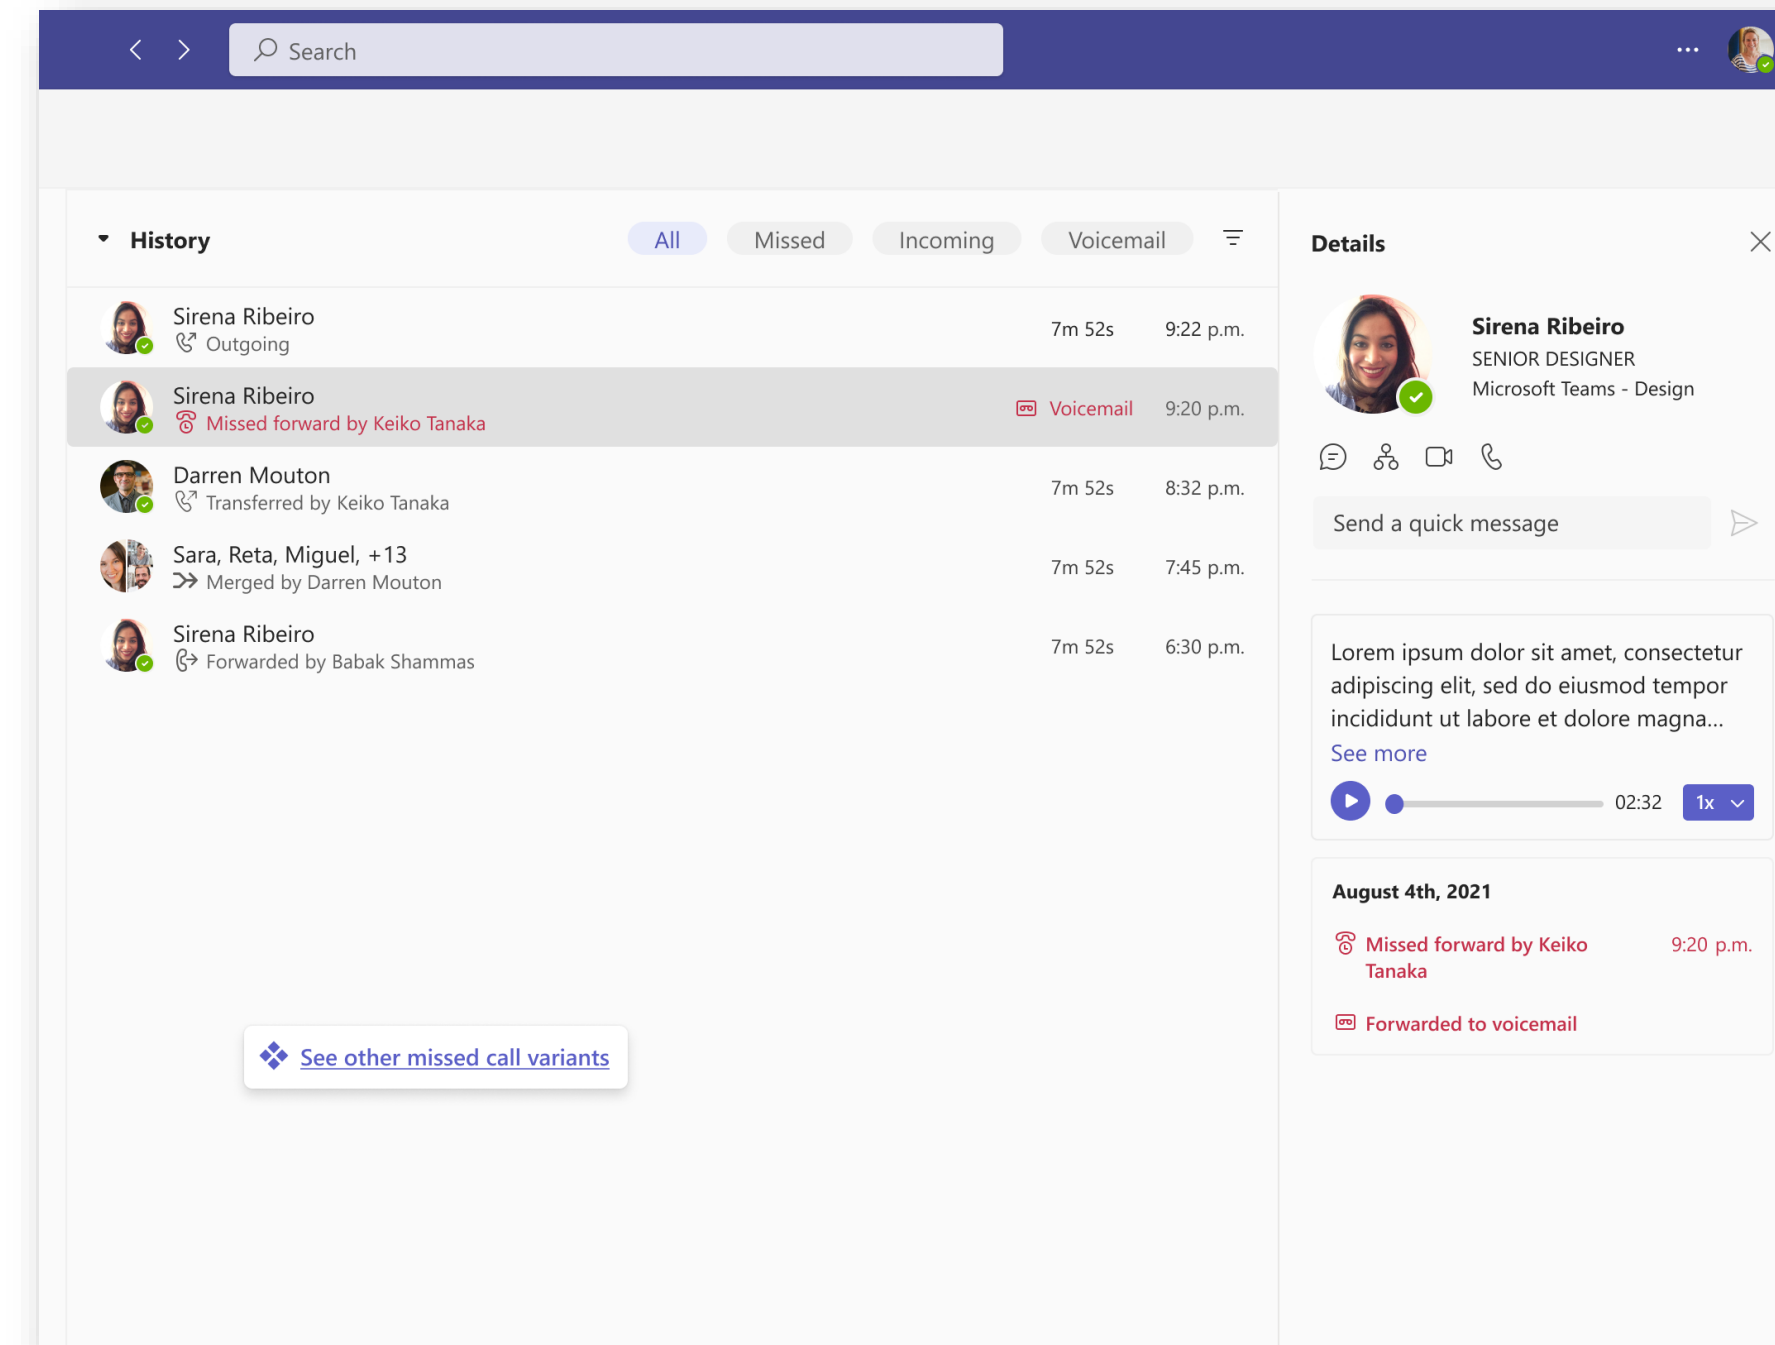 Search
History
All
Missed
Incoming
Voicemail
Sirena Ribeiro
Outgoing
7m 52s
9:22 p.m.
Sirena Ribeiro
Missed forward by Keiko Tanaka
Voicemail
9:20 p.m.
Darren Mouton
Transferred by Keiko Tanaka
7m 52s
8:32 p.m.
Sara, Reta, Miguel, +13
Merged by Darren Mouton
7m 52s
7:45 p.m.
Sirena Ribeiro
Forwarded by Babak Shammas
7m 52s
6:30 p.m.
See other missed call variants
Details
Sirena Ribeiro
SENIOR DESIGNER
Microsoft Teams - Design
Send a quick message
Lorem ipsum dolor sit amet, consectetur
adipiscing elit, sed do eiusmod tempor
incididunt ut labore et dolore magna...
See more
02:32
1x
August 4th, 2021
Missed forward by Keiko
Tanaka
9:20 p.m.
Forwarded to voicemail